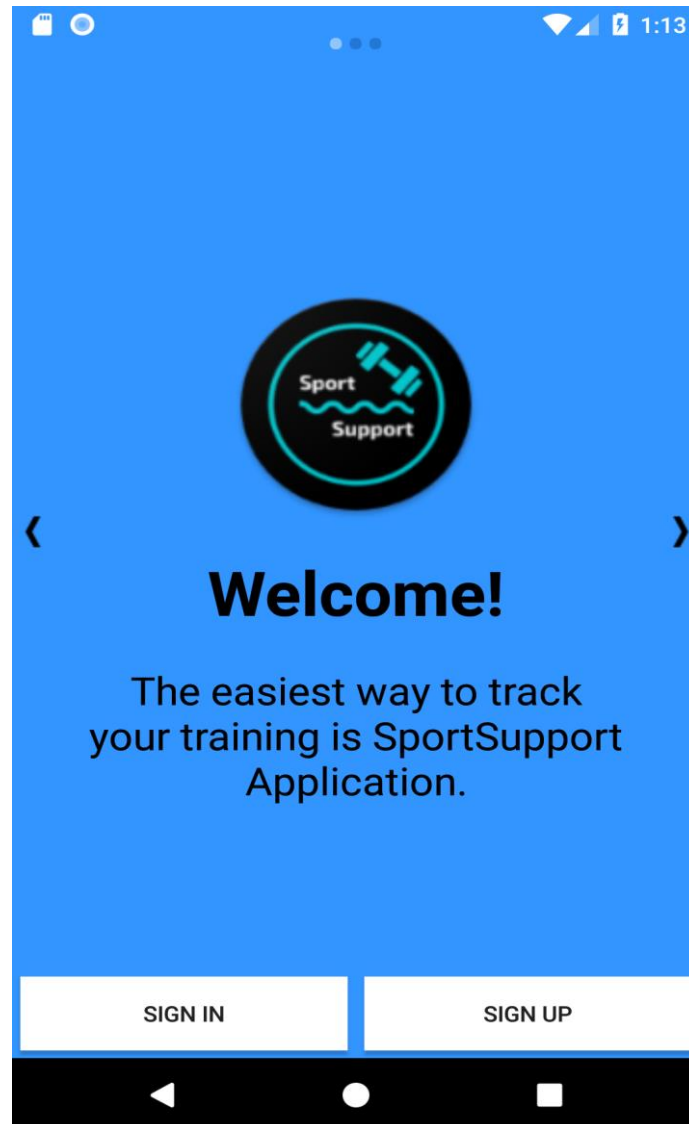 1:13
Sport
Support
Welcome!
The easiest way to track
your training is SportSupport
Application.
SIGN IN
SIGN UP